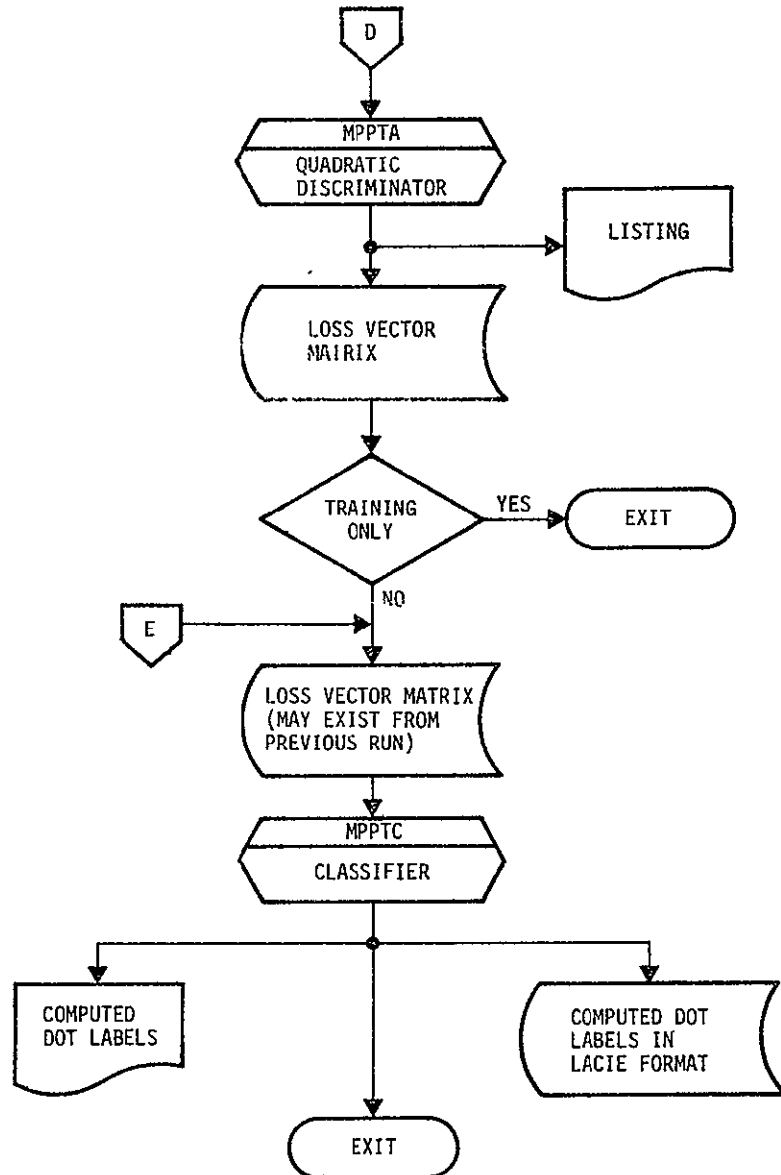 D
MPPTA
QUADRATIC
DISCRIMINATOR
LISTING
LOSS VECTOR
MAIRIX
TRAINING
ONLY
YES
EXIT
NO
E
LOSS VECTOR MATRIX
(MAY EXIST FROM
PREVIOUS RUN)
MPPTC
CLASSIFIER
COMPUTED
DOT LABELS
COMPUTED DOT
LABELS IN
LACIE FORMAT
EXIT